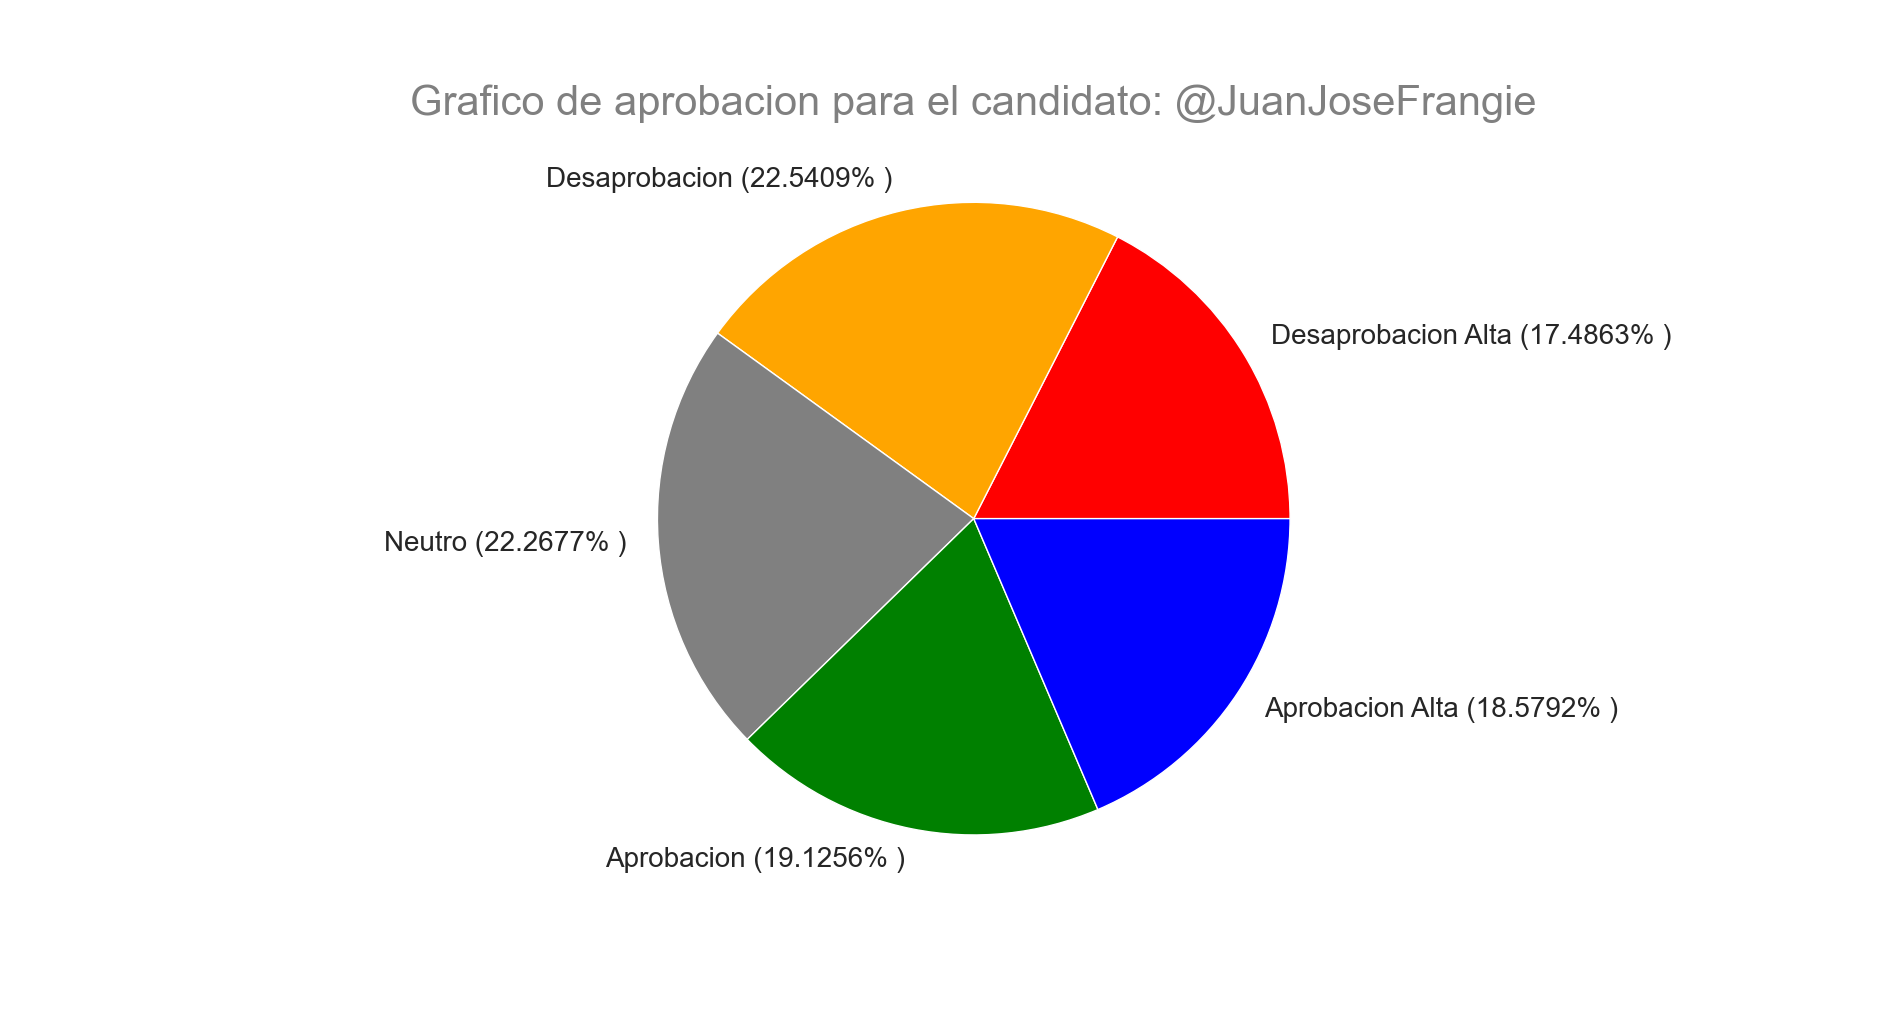 Grafico de aprobacion para el candidato: @JuanJoseFrangie
Desaprobacion (22.5409% )
Desaprobacion Alta (17.4863% )
Neutro (22.2677% )
Aprobacion Alta (18.5792% )
Aprobacion (19.1256% )